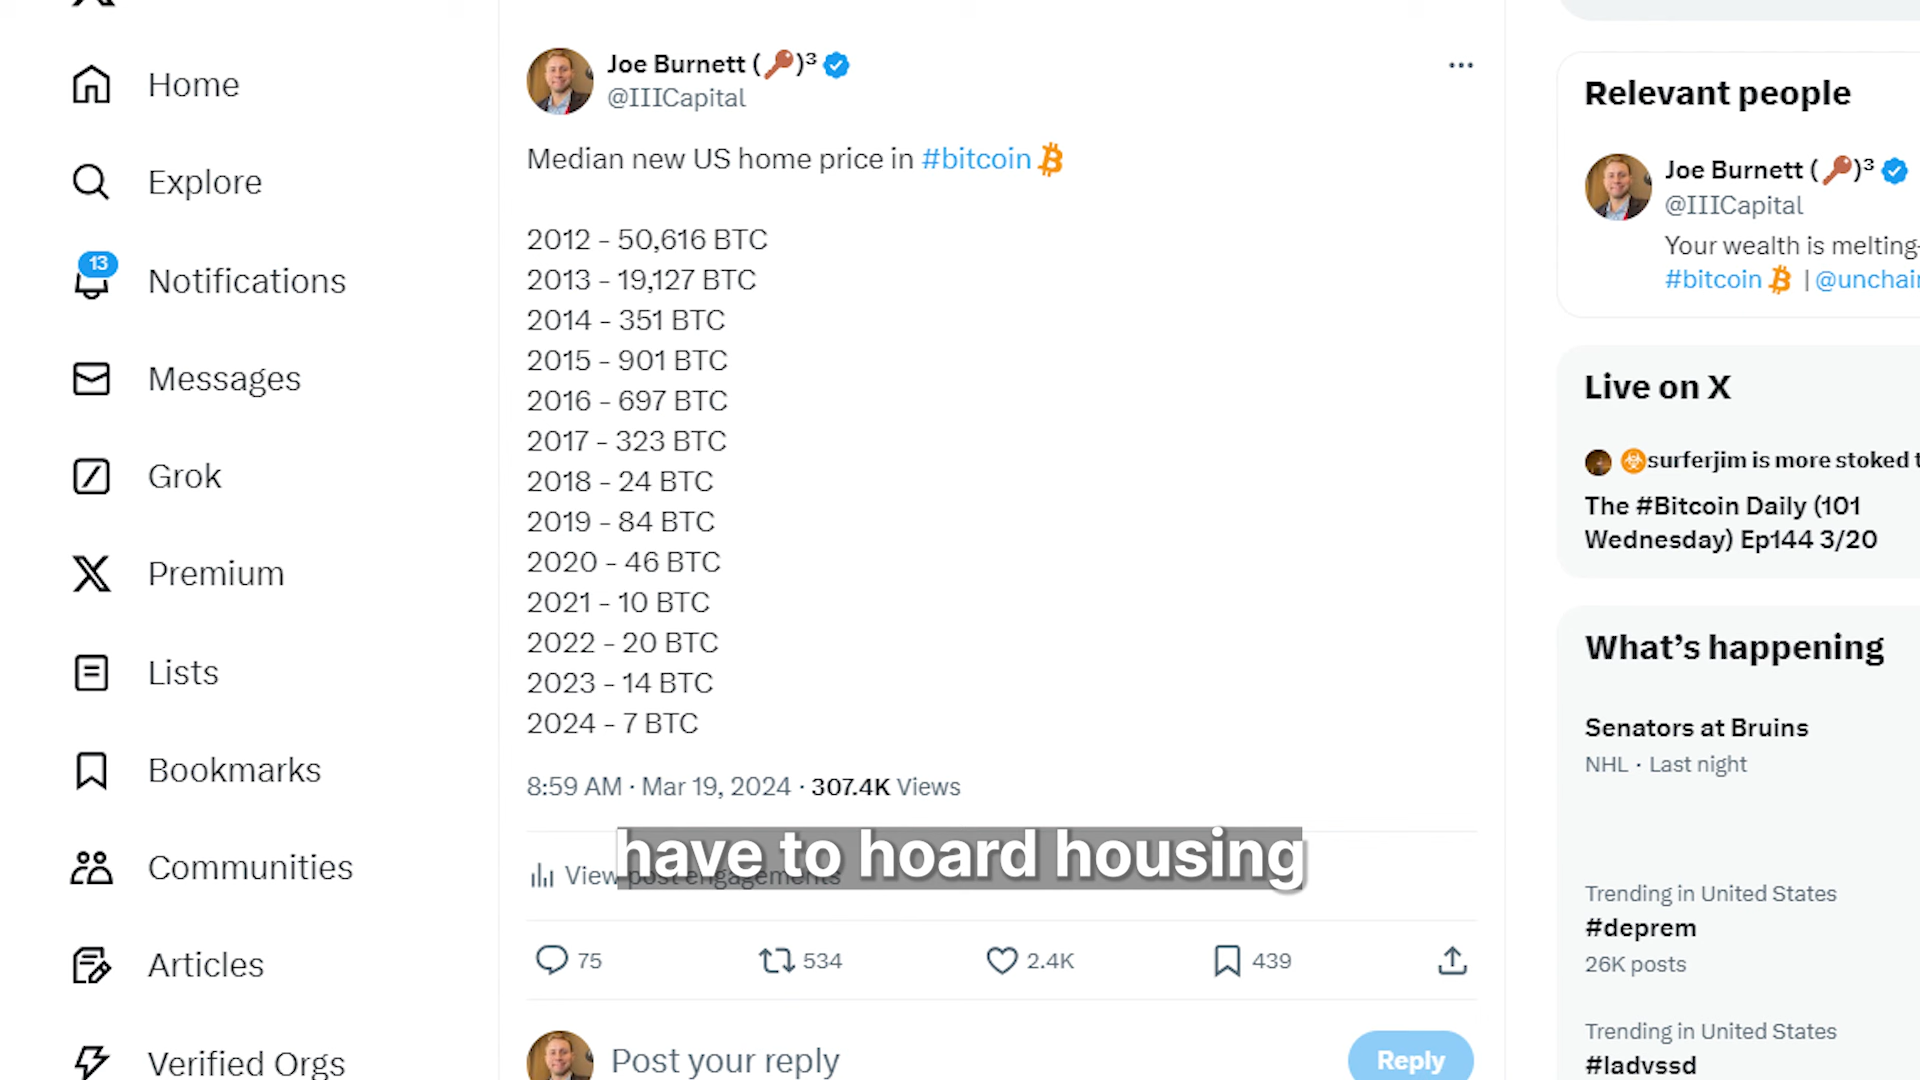 Home
Explore
13
Notifications
Messages
Grok
Premium
Lists
Bookmarks
Communities
Articles
Verified Orgs
Joe Burnett (🔑)³
@IIICapital
Median new US home price in #bitcoin
2012 - 50,616 BTC
2013 - 19,127 BTC
2014 - 351 BTC
2015 - 901 BTC
2016 - 697 BTC
2017 - 323 BTC
2018 - 24 BTC
2019 - 84 BTC
2020 - 46 BTC
2021 - 10 BTC
2022 - 20 BTC
2023 - 14 BTC
2024 - 7 BTC
8:59 AM · Mar 19, 2024 · 307.4K Views
View post engagements
have to hoard housing
75 534 2.4K 439
Post your reply
Reply
Relevant people
Joe Burnett (🔑)³
@IIICapital
Your wealth is melting-
#bitcoin | @unchain
Live on X
surferjim is more stoked t
The #Bitcoin Daily (101
Wednesday) Ep144 3/20
What's happening
Senators at Bruins
NHL · Last night
Trending in United States
#deprem
26K posts
Trending in United States
#ladyssd